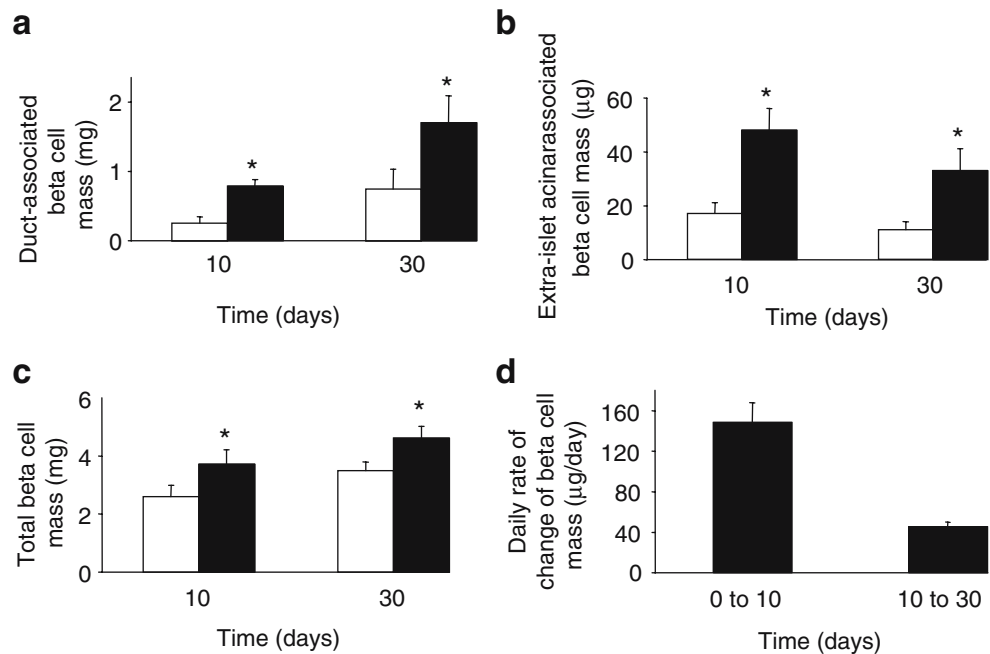 a
Duct-associated
beta cell
mass (mg)
2
1
0
*
*
10
30
Time (days)
b
Extra-islet acinarassociated
beta cell mass (μg)
60
40
20
0
*
*
10
30
Time (days)
c
Total beta cell
mass (mg)
6
4
2
0
*
*
10
30
Time (days)
d
Daily rate of
change of beta cell
mass (μg/day)
160
120
80
40
0
0 to 10
10 to 30
Time (days)